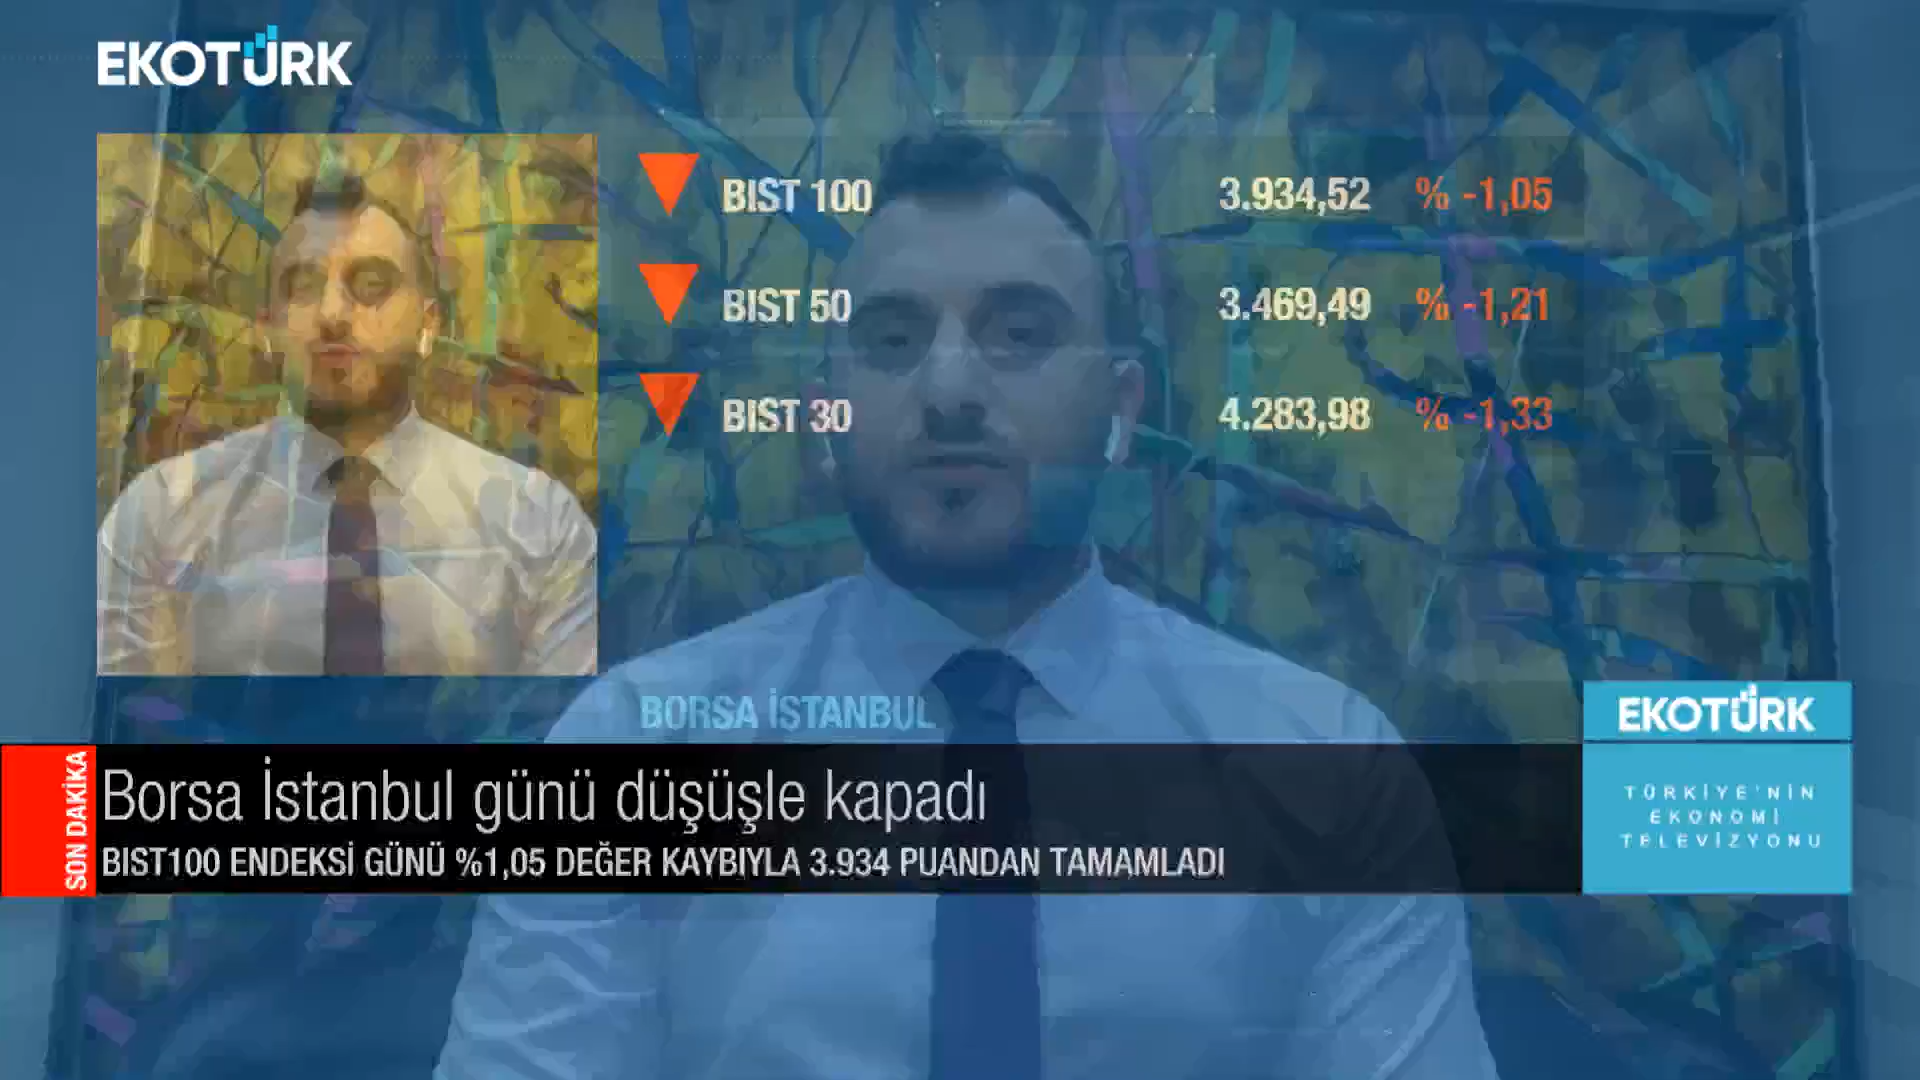 EKOTÜRK
BIST 100 3.934,52 % -1,05
BIST 50 3.469,49 % -1,21
BIST 30 4.283,98 % -1,33
BORSA İSTANBUL
EKOTÜRK
SON DAKİKA
Borsa İstanbul günü düşüşle kapadı
BIST100 ENDEKSİ GÜNÜ %1,05 DEĞER KAYBIYLA 3.934 PUANDAN TAMAMLADI
TÜRKİYE'NİN
EKONOMİ
TELEVİZYONU